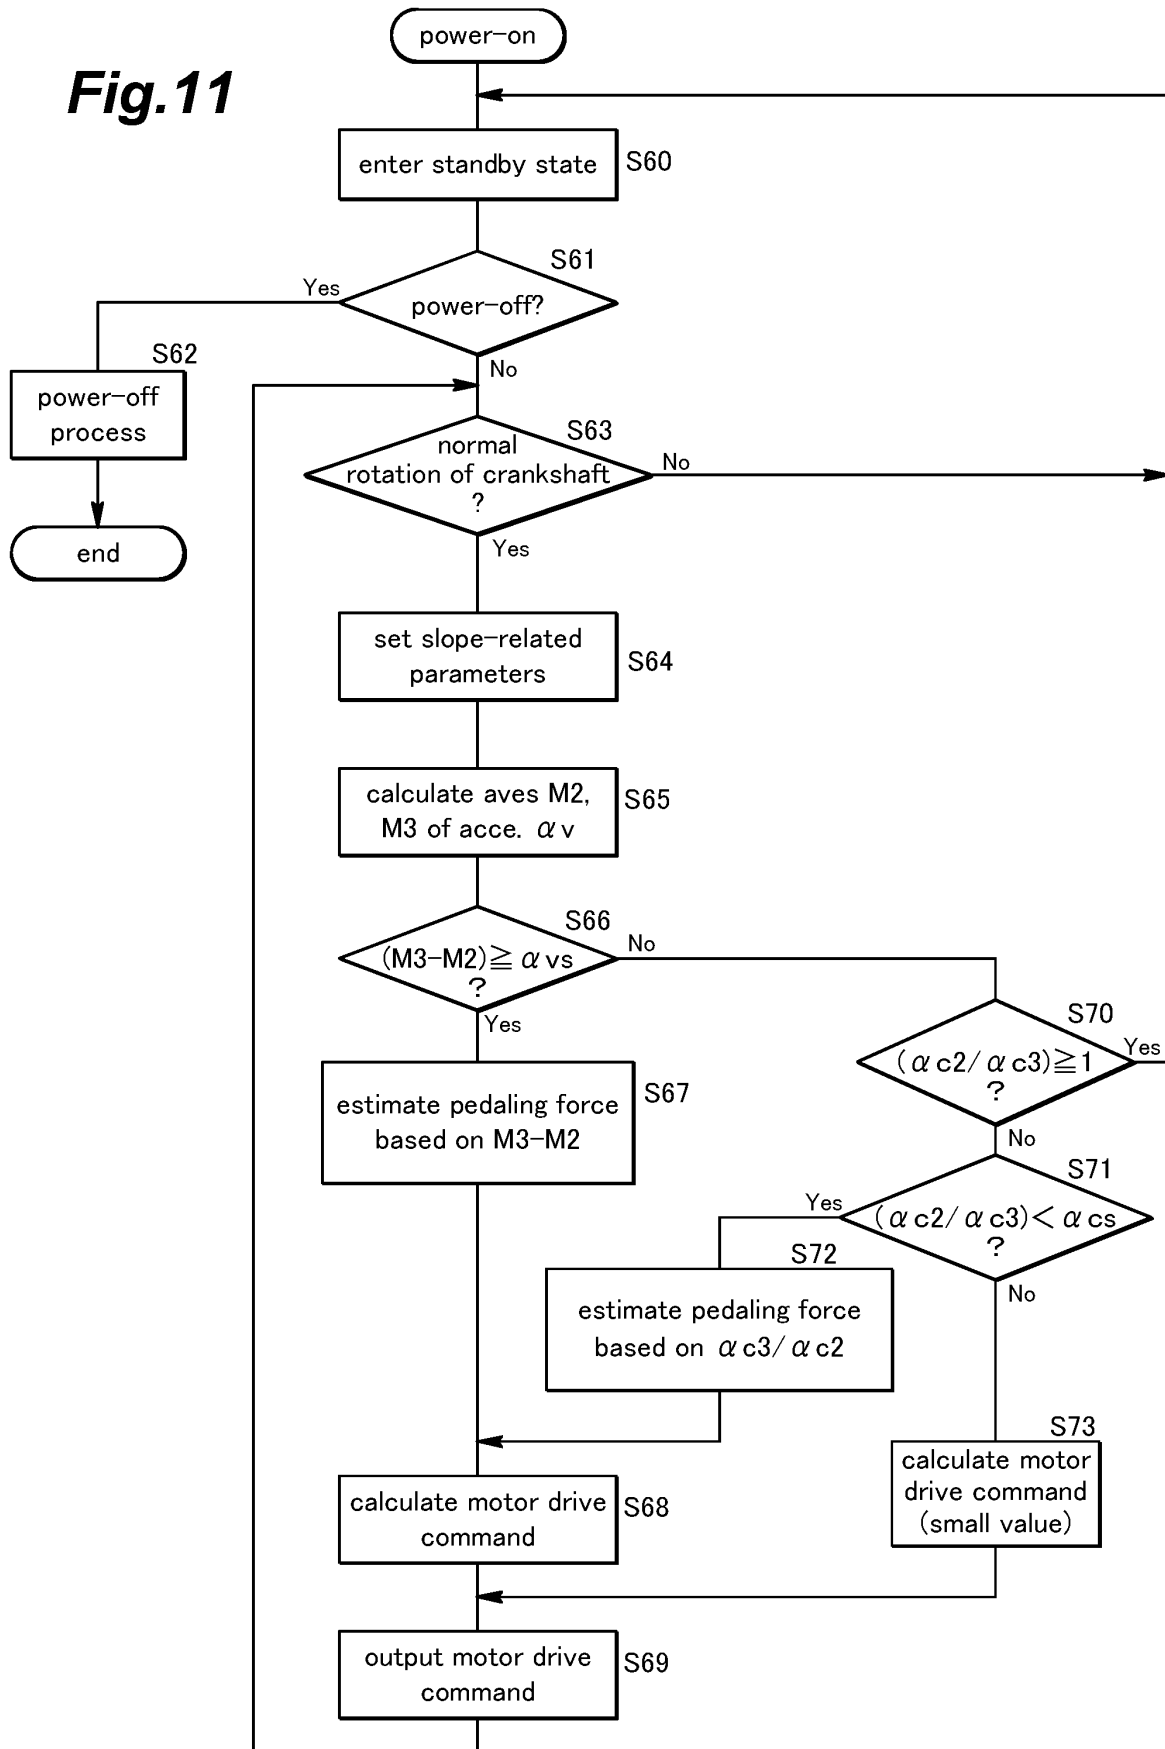 power-on
Fig.11
enter standby state
S60
S61
Yes
power-off?
No
S62
power-off
process
end
S63
normal
rotation of crankshaft
?
No
Yes
set slope-related
parameters
S64
calculate aves M2,
M3 of acce. αv
S65
S66
(M3-M2)≧αvs
?
No
Yes
S70
(αc2/αc3)≧1
?
Yes
No
estimate pedaling force
based on M3-M2
S67
S71
Yes
(αc2/αc3)<αcs
?
No
S72
estimate pedaling force
based on αc3/αc2
S73
calculate motor
drive command
(small value)
calculate motor drive
command
S68
output motor drive
command
S69